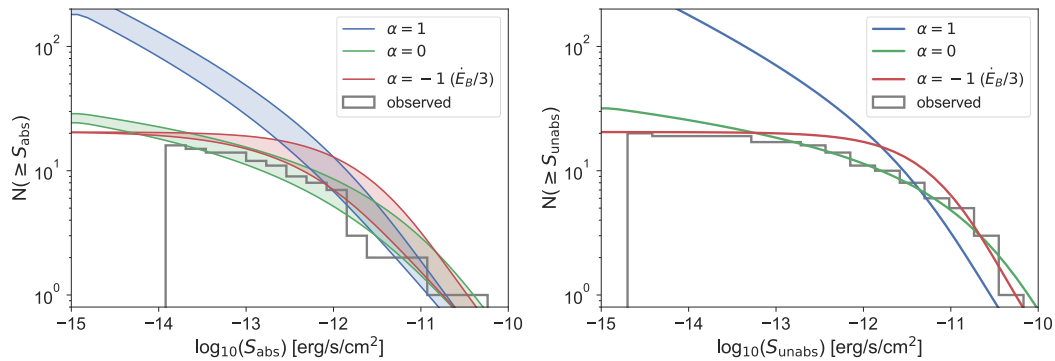 N(≥ S_abs)
10²
10¹
10⁰
α = 1
α = 0
α = −1 (Ė_B/3)
observed
−15 −14 −13 −12 −11 −10
log₁₀(S_abs) [erg/s/cm²]
N(≥ S_unabs)
10²
10¹
10⁰
α = 1
α = 0
α = −1 (Ė_B/3)
observed
−15 −14 −13 −12 −11 −10
log₁₀(S_unabs) [erg/s/cm²]